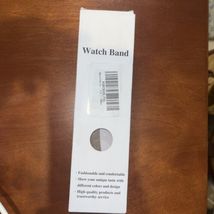 Watch Band
· Fashionable and comfortable
· Show your unique taste with
different colors and design
· High-quality products and
trustworthy service